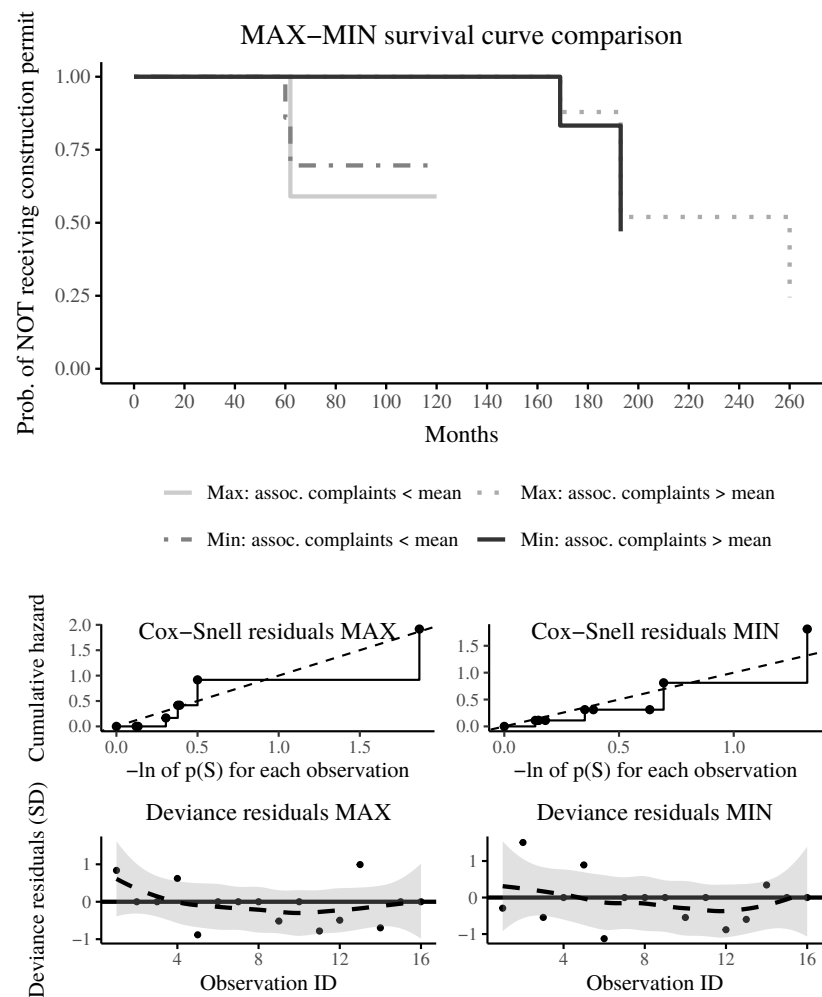 MAX−MIN survival curve comparison
Prob. of NOT receiving construction permit
1.00
0.75
0.50
0.25
0.00
0 20 40 60 80 100 120 140 160 180 200 220 240 260
Months
Max: assoc. complaints < mean Max: assoc. complaints > mean
Min: assoc. complaints < mean Min: assoc. complaints > mean
Cox−Snell residuals MAX
Cumulative hazard
2.0
1.5
1.0
0.5
0.0
0.0 0.5 1.0 1.5
−ln of p(S) for each observation
Cox−Snell residuals MIN
1.5
1.0
0.5
0.0
0.0 0.5 1.0
−ln of p(S) for each observation
Deviance residuals MAX
Deviance residuals (SD)
1
0
−1
4 8 12 16
Observation ID
Deviance residuals MIN
1
0
−1
4 8 12 16
Observation ID